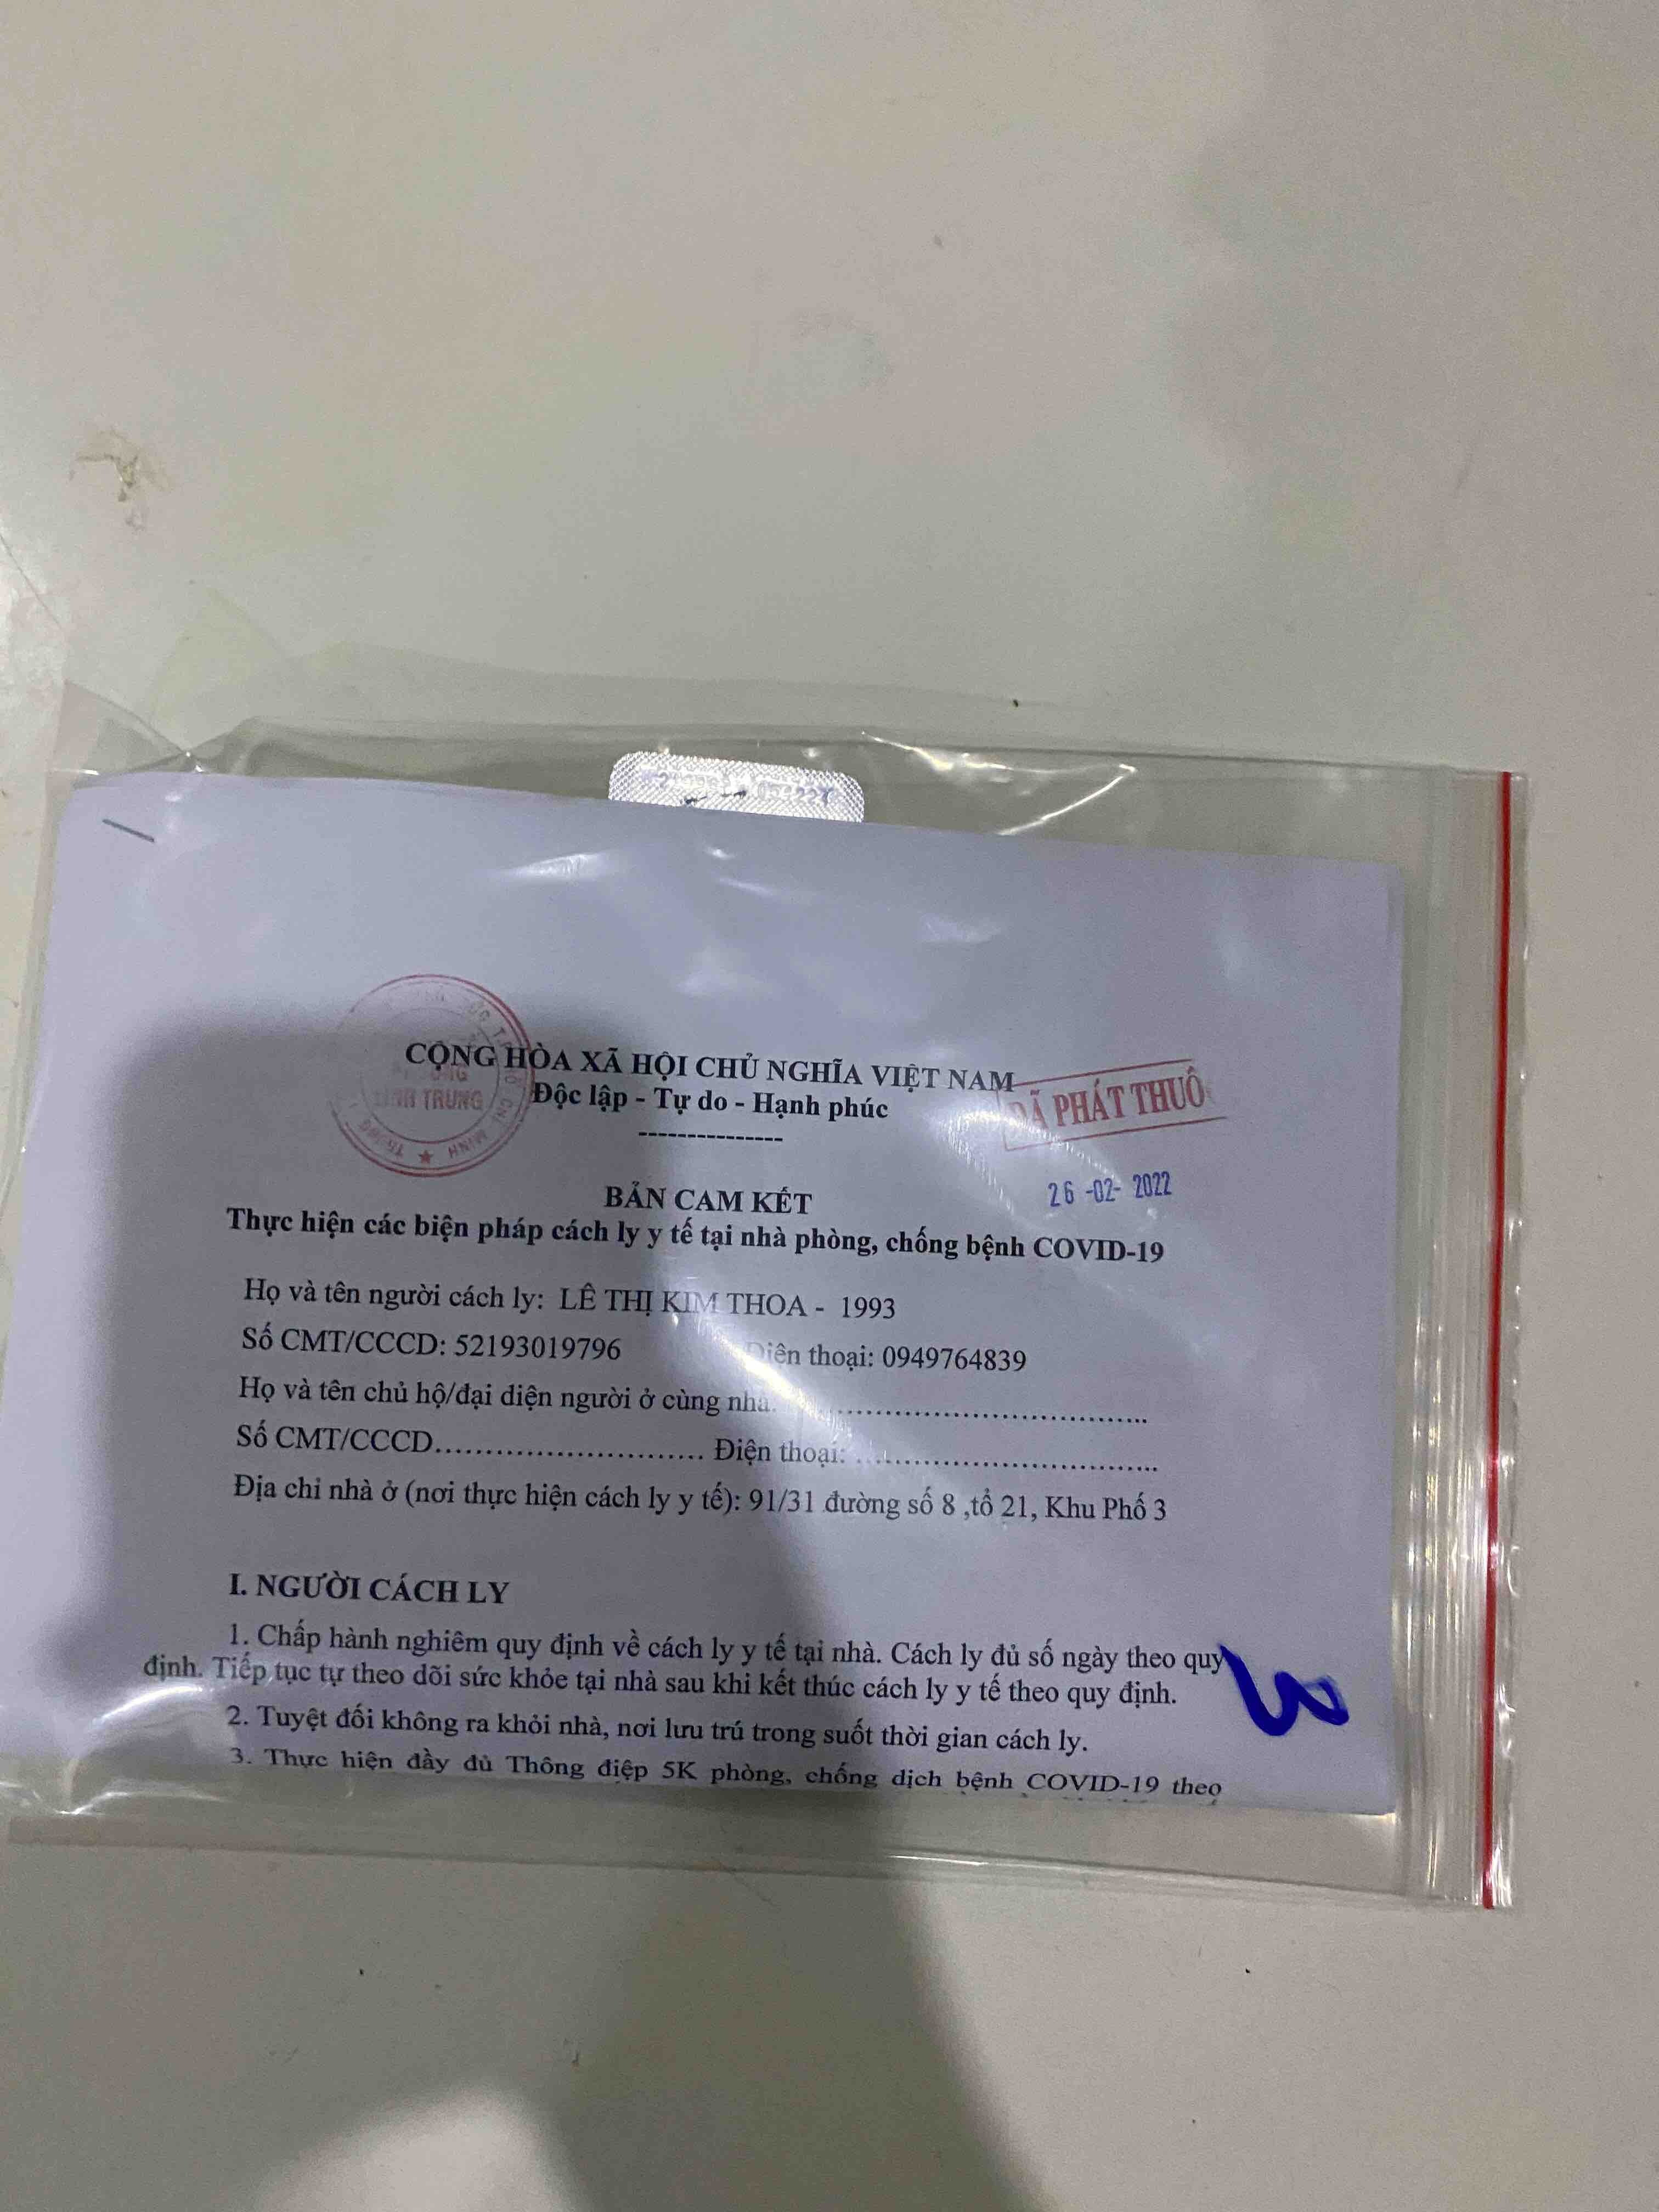 CỘNG HÒA XÃ HỘI CHỦ NGHĨA VIỆT NAM
Độc lập - Tự do - Hạnh phúc
---------------
TRUNG
MINH
ĐÃ PHÁT THUỐ
26 -02- 2022
BẢN CAM KẾT
Thực hiện các biện pháp cách ly y tế tại nhà phòng, chống bệnh COVID-19
Họ và tên người cách ly: LÊ THỊ KIM THOA - 1993
Số CMT/CCCD: 52193019796 Điện thoại: 0949764839
Họ và tên chủ hộ/đại diện người ở cùng nhà: ........................................
Số CMT/CCCD............................ Điện thoại: ....................................
Địa chỉ nhà ở (nơi thực hiện cách ly y tế): 91/31 đường số 8 ,tổ 21, Khu Phố 3
I. NGƯỜI CÁCH LY
1. Chấp hành nghiêm quy định về cách ly y tế tại nhà. Cách ly đủ số ngày theo quy
định. Tiếp tục tự theo dõi sức khỏe tại nhà sau khi kết thúc cách ly y tế theo quy định.
2. Tuyệt đối không ra khỏi nhà, nơi lưu trú trong suốt thời gian cách ly.
3. Thực hiện đầy đủ Thông điệp 5K phòng, chống dịch bệnh COVID-19 theo